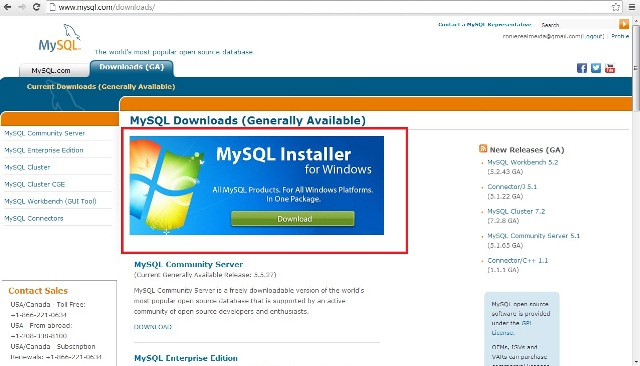 www.mysql.com/downloads/
Contact a MySQL Representative
Search
MySQL
The world's most popular open source database
(Logout) | Profile
MySQL.com
Downloads (GA)
Current Downloads (Generally Available)
MySQL Community Server
MySQL Enterprise Edition
MySQL Cluster
MySQL Cluster CGE
MySQL Workbench (GUI Tool)
MySQL Connectors
MySQL Downloads (Generally Available)
MySQL Installer
for Windows
All MySQL Products. For All Windows Platforms.
In One Package.
Download
MySQL Community Server
(Current Generally Available Release: 5.5.27)
MySQL Community Server is a freely downloadable version of the world's
most popular open source database that is supported by an active
community of open source developers and enthusiasts.
DOWNLOAD
MySQL Enterprise Edition
New Releases (GA)
MySQL Workbench 5.2
(5.2.43 GA)
Connector/J 5.1
(5.1.22 GA)
MySQL Cluster 7.2
(7.2.8 GA)
MySQL Community Server 5.1
(5.1.65 GA)
Connector/C++ 1.1
(1.1.1 GA)
MySQL open source
software is provided
under the GPL
License.
OEMs, ISVs and
VARs can purchase
commercial licenses
Contact Sales
USA/Canada - Toll Free:
+1-866-221-0634
USA - From abroad:
+1-208-338-8100
USA/Canada - Subscription
Renewals: +1-866-221-0634